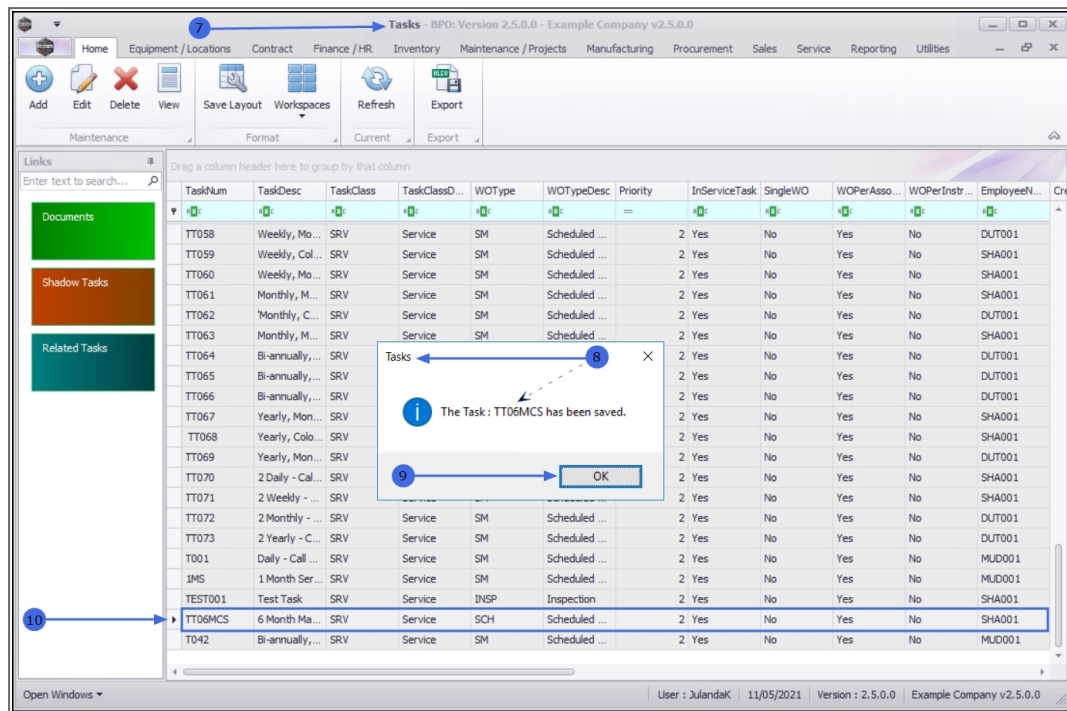 7 Tasks - BPO: Version 2.5.0.0 - Example Company v2.5.0.0
Home Equipment / Locations Contract Finance / HR Inventory Maintenance / Projects Manufacturing Procurement Sales Service Reporting Utilities
Add Edit Delete View Save Layout Workspaces Refresh Export
Maintenance Format Current Export
Links
Enter text to search...
Documents
Shadow Tasks
Related Tasks
Drag a column header here to group by that column
TaskNum TaskDesc TaskClass TaskClassD... WOType WOTypeDesc Priority InServiceTask SingleWO WOPerAsso... WOPerInstr... EmployeeN... Cre
TT058 Weekly, Mo... SRV Service SM Scheduled ... 2 Yes No Yes No DUT001
TT059 Weekly, Col... SRV Service SM Scheduled ... 2 Yes No Yes No SHA001
TT060 Weekly, Mo... SRV Service SM Scheduled ... 2 Yes No Yes No SHA001
TT061 Monthly, M... SRV Service SM Scheduled ... 2 Yes No Yes No SHA001
TT062 'Monthly, C... SRV Service SM Scheduled ... 2 Yes No Yes No DUT001
TT063 Monthly, M... SRV Service SM Scheduled ... 2 Yes No Yes No SHA001
TT064 Bi-annually,... SRV 2 Yes No Yes No DUT001
TT065 Bi-annually,... SRV 2 Yes No Yes No DUT001
TT066 Bi-annually,... SRV 2 Yes No Yes No DUT001
TT067 Yearly, Mon... SRV 2 Yes No Yes No SHA001
TT068 Yearly, Colo... SRV 2 Yes No Yes No SHA001
TT069 Yearly, Mon... SRV 2 Yes No Yes No SHA001
TT070 2 Daily - Cal... SRV 2 Yes No Yes No SHA001
TT071 2 Weekly - ... SRV 2 Yes No Yes No SHA001
TT072 2 Monthly - ... SRV Service SM Scheduled ... 2 Yes No Yes No DUT001
TT073 2 Yearly - C... SRV Service SM Scheduled ... 2 Yes No Yes No DUT001
T001 Daily - Call ... SRV Service SM Scheduled ... 2 Yes No Yes No MUD001
1MS 1 Month Ser... SRV Service SM Scheduled ... 2 Yes No Yes No MUD001
TEST001 Test Task SRV Service INSP Inspection 2 Yes No Yes No SHA001
10 TT06MCS 6 Month Ma... SRV Service SCH Scheduled ... 2 Yes No Yes No SHA001
T042 Bi-annually,... SRV Service SM Scheduled ... 2 Yes No Yes No MUD001
Tasks 8
The Task : TT06MCS has been saved.
9 OK
Open Windows User : JulandaK 11/05/2021 Version : 2.5.0.0 Example Company v2.5.0.0